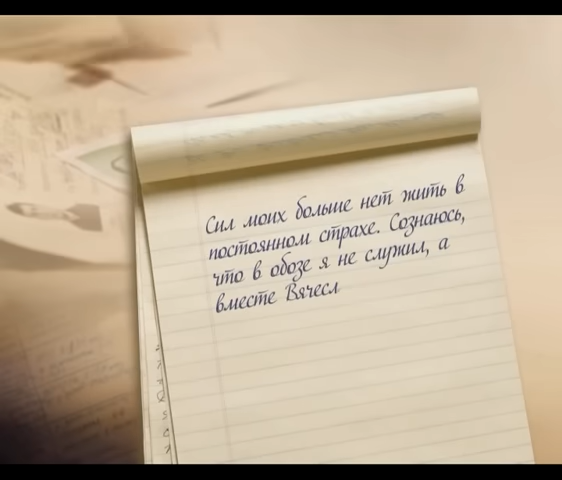 Сил моих больше нет жить в
постоянном страхе. Сознаюсь,
что в обозе я не служил, а
вместе Вячесл